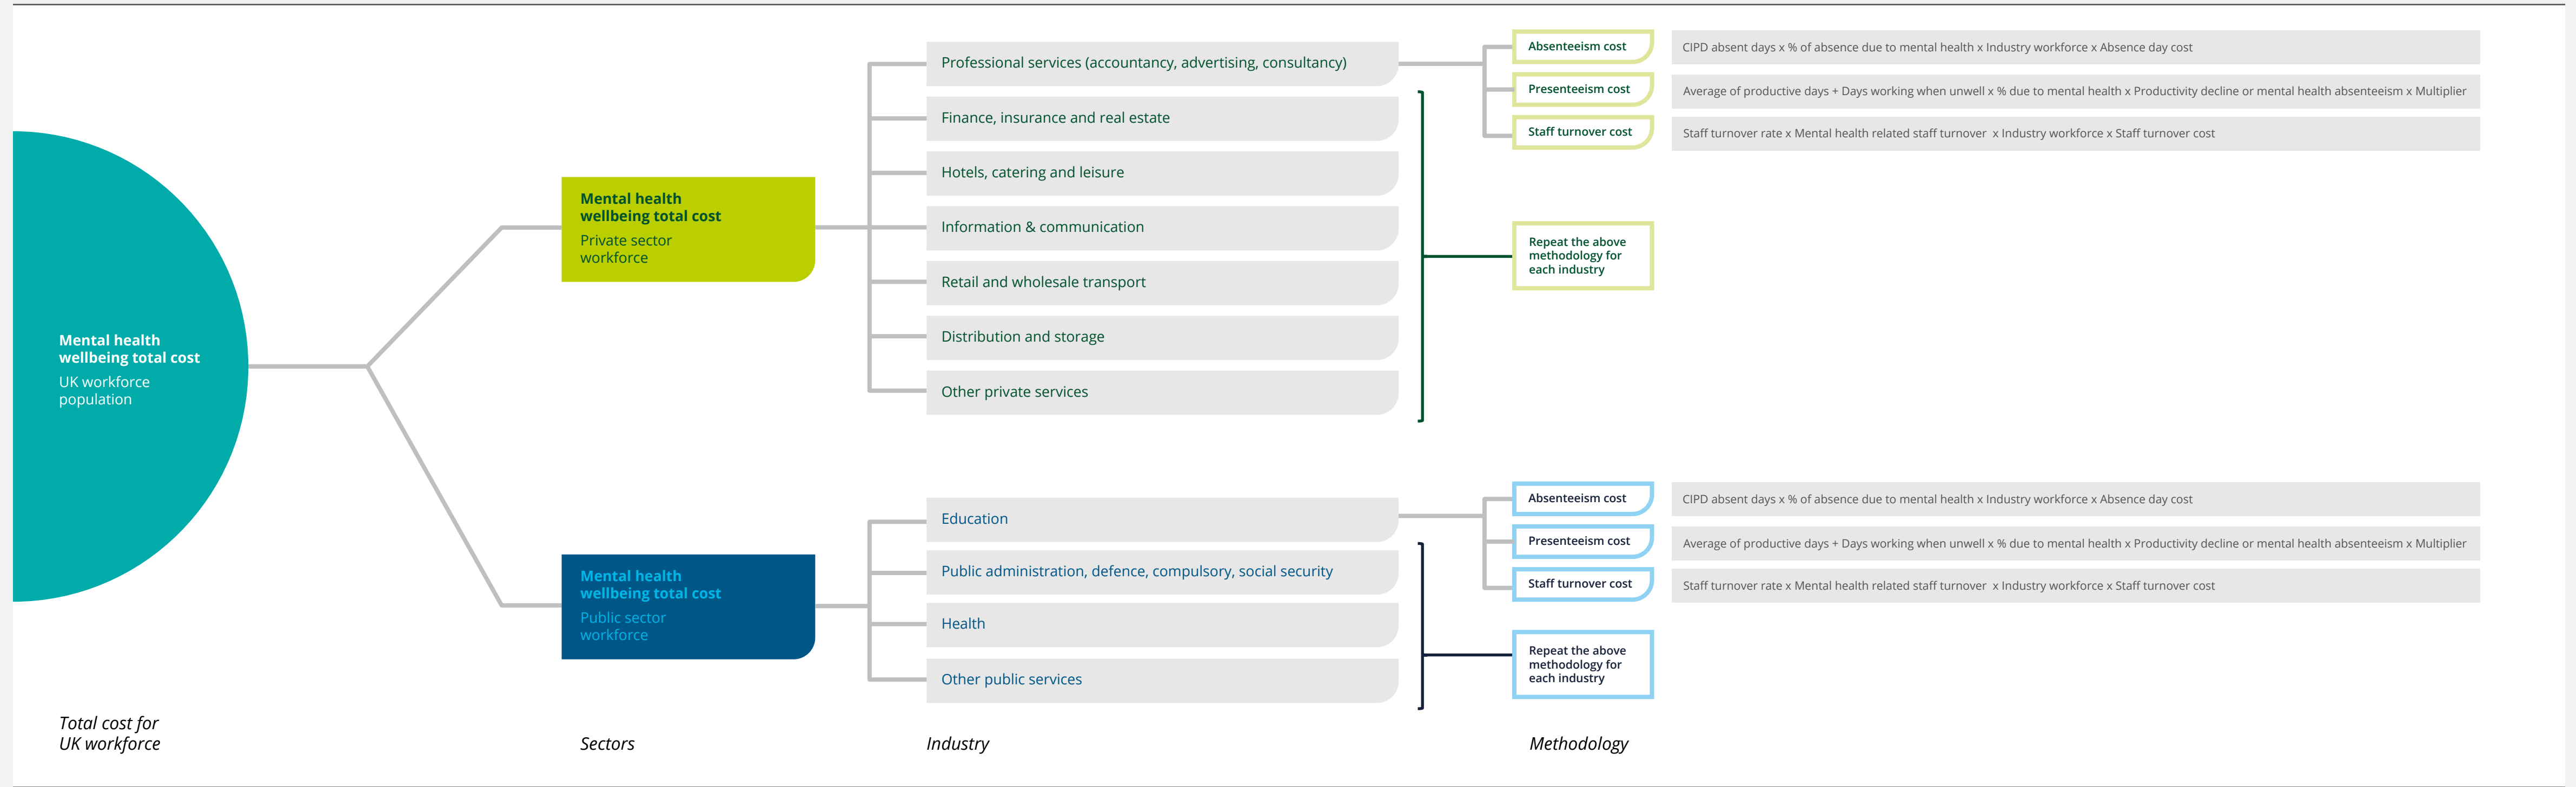 Mental health
wellbeing total cost
UK workforce
population
Total cost for
UK workforce
Mental health
wellbeing total cost
Private sector
workforce
Mental health
wellbeing total cost
Public sector
workforce
Sectors
Professional services (accountancy, advertising, consultancy)
Finance, insurance and real estate
Hotels, catering and leisure
Information & communication
Retail and wholesale transport
Distribution and storage
Other private services
Education
Public administration, defence, compulsory, social security
Health
Other public services
Industry
Absenteeism cost
CIPD absent days x % of absence due to mental health x Industry workforce x Absence day cost
Presenteeism cost
Average of productive days + Days working when unwell x % due to mental health x Productivity decline or mental health absenteeism x Multiplier
Staff turnover cost
Staff turnover rate x Mental health related staff turnover x Industry workforce x Staff turnover cost
Repeat the above
methodology for
each industry
Absenteeism cost
CIPD absent days x % of absence due to mental health x Industry workforce x Absence day cost
Presenteeism cost
Average of productive days + Days working when unwell x % due to mental health x Productivity decline or mental health absenteeism x Multiplier
Staff turnover cost
Staff turnover rate x Mental health related staff turnover x Industry workforce x Staff turnover cost
Repeat the above
methodology for
each industry
Methodology